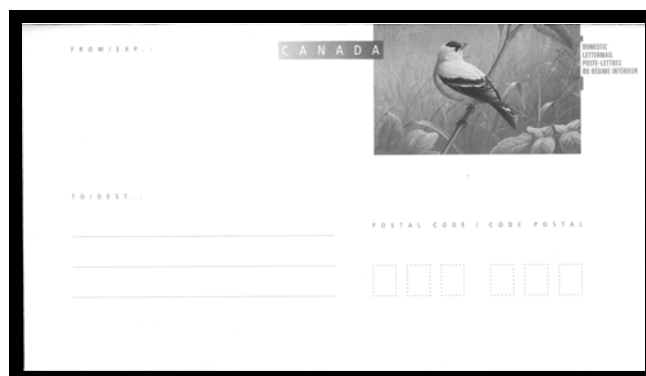 FROM/EXP.:
CANADA
DOMESTIC
LETTERMAIL
POSTE-LETTRES
DU RÉGIME INTÉRIEUR
TO/DEST.:
POSTAL CODE / CODE POSTAL